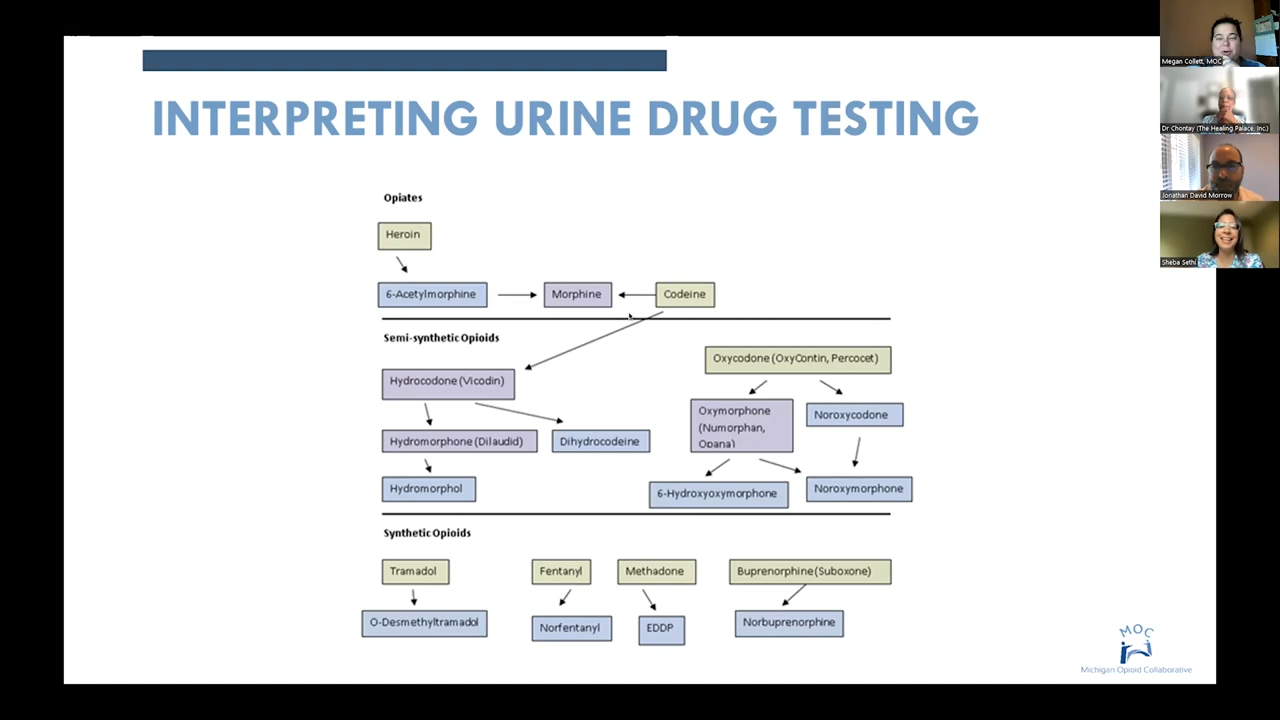 INTERPRETING URINE DRUG TESTING
Opiates
Heroin
6-Acetylmorphine
Morphine
Codeine
Semi-synthetic Opioids
Oxycodone (OxyContin, Percocet)
Hydrocodone (Vicodin)
Oxymorphone
(Numorphan,
Opana)
Noroxycodone
Hydromorphone (Dilaudid)
Dihydrocodeine
Hydromorphol
6-Hydroxyoxymorphone
Noroxymorphone
Synthetic Opioids
Tramadol
Fentanyl
Methadone
Buprenorphine (Suboxone)
O-Desmethyltramadol
Norfentanyl
EDDP
Norbuprenorphine
MOC
Michigan Opioid Collaborative
Megan Collett, MOC
Dr Chontay (The Healing Palace, Inc.)
Jonathan David Morrow
Sheba Sethi